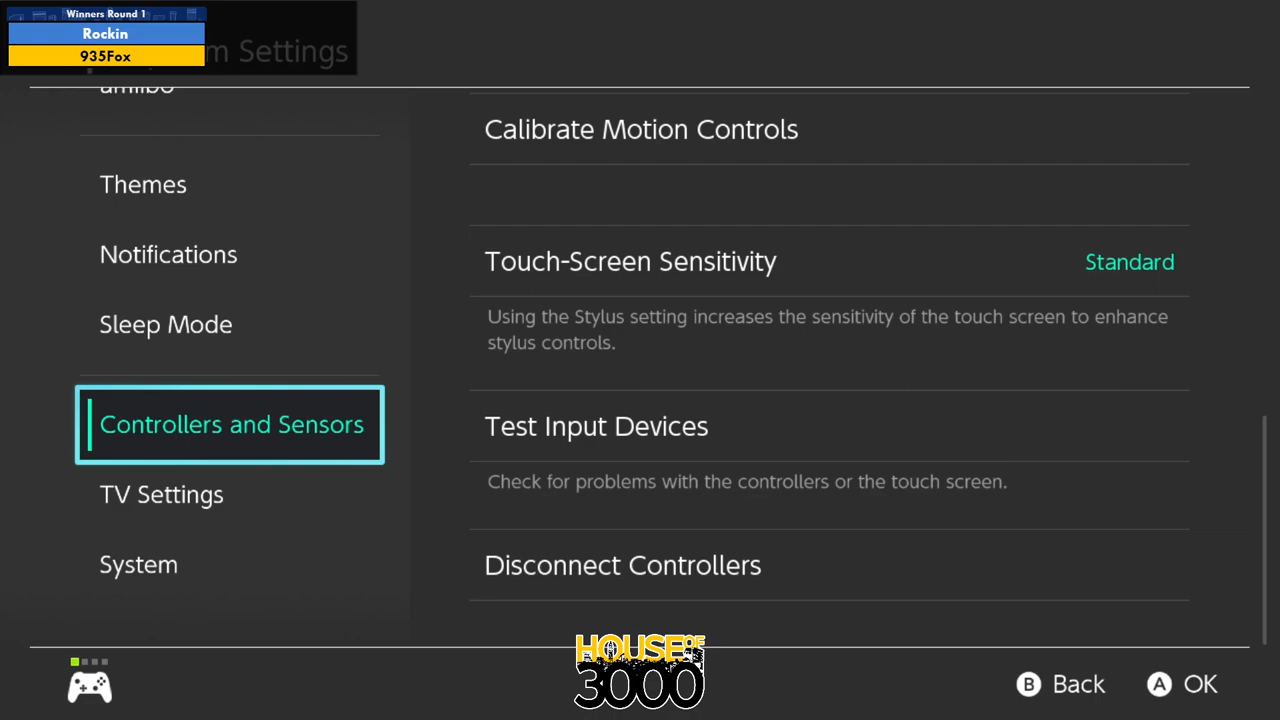 Winners Round 1
Rockin
935Fox
m Settings
amiibo
Themes
Notifications
Sleep Mode
Controllers and Sensors
TV Settings
System
Calibrate Motion Controls
Touch-Screen Sensitivity Standard
Using the Stylus setting increases the sensitivity of the touch screen to enhance
stylus controls.
Test Input Devices
Check for problems with the controllers or the touch screen.
Disconnect Controllers
HOUSE OF
3000
B Back A OK